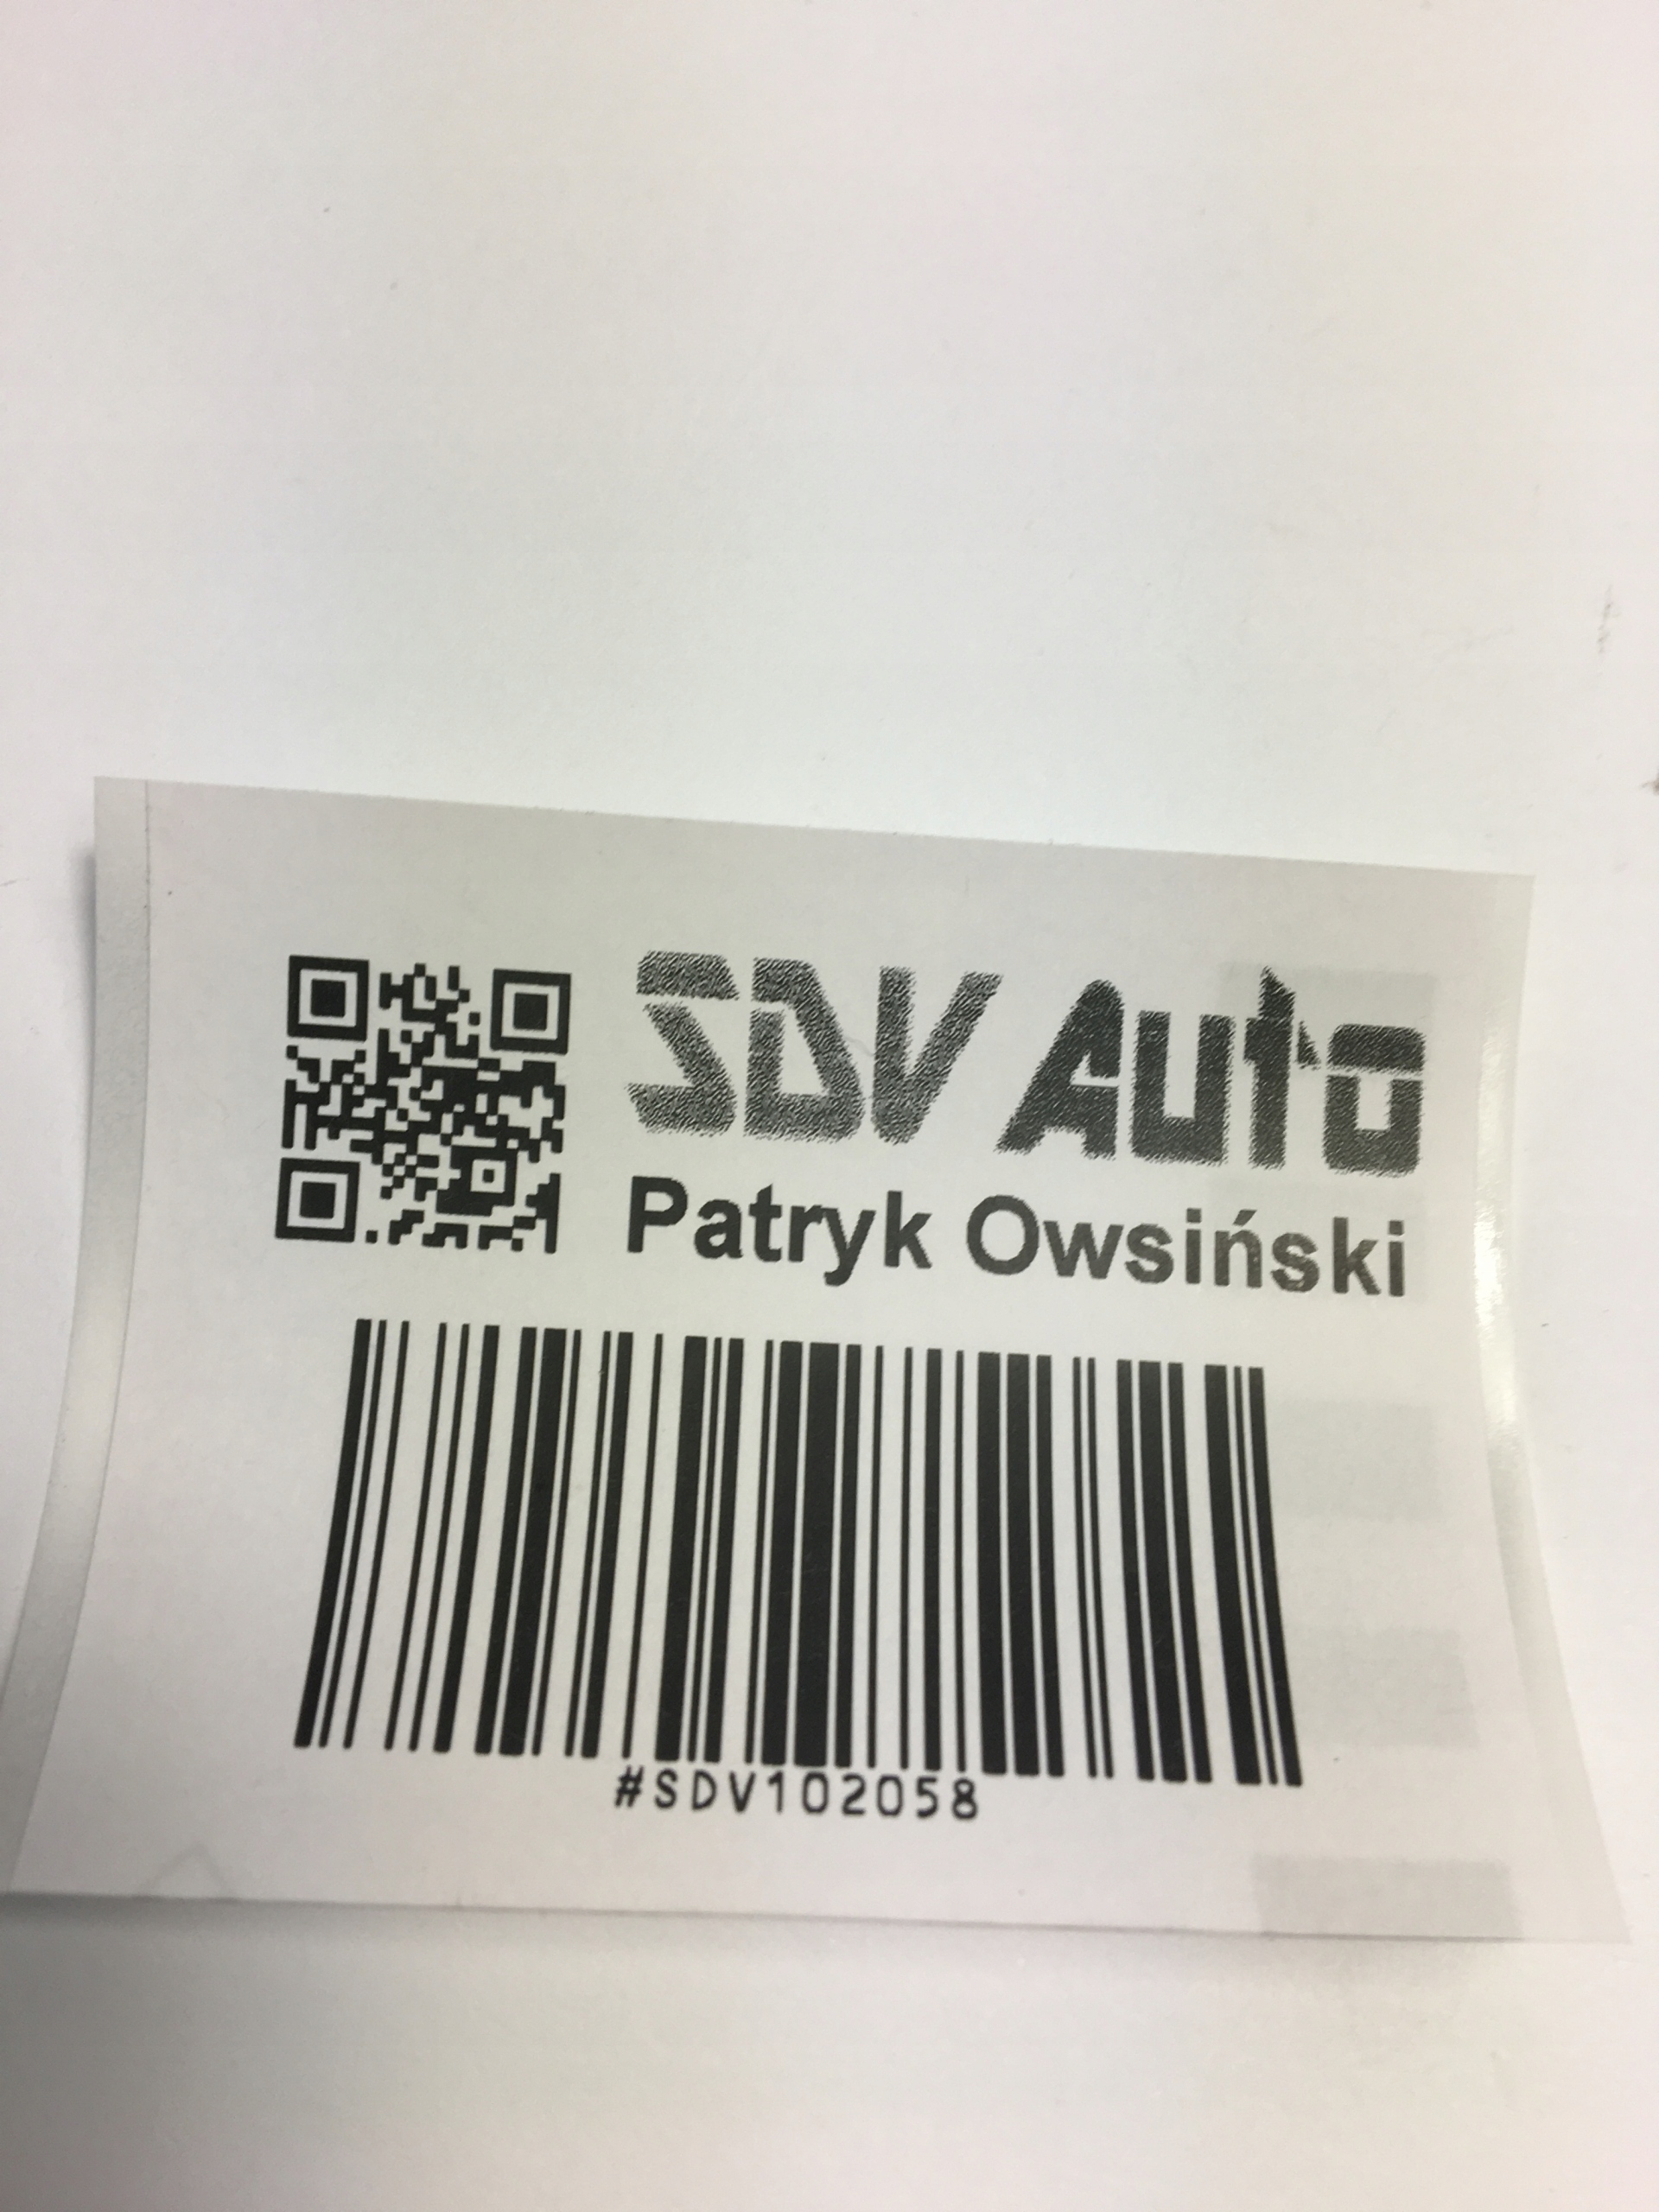 SDV Auto
Patryk Owsiński
#SDV102058